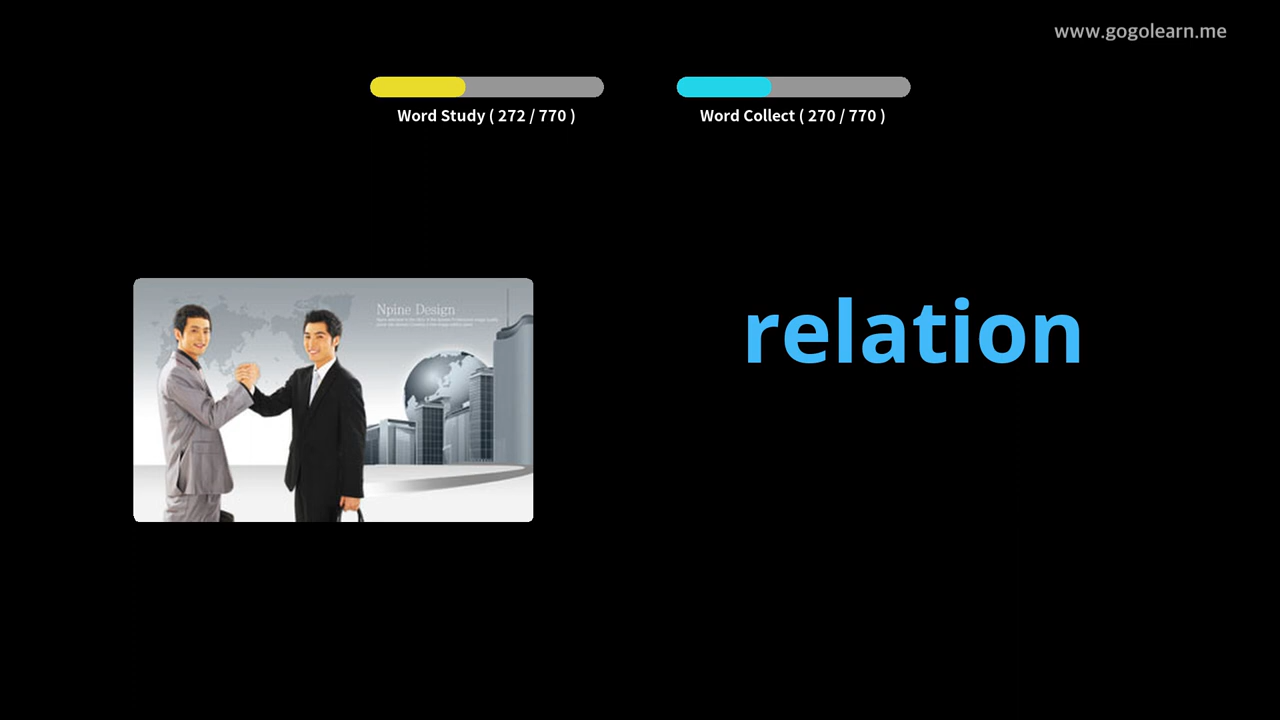 www.gogolearn.me
Word Study ( 272 / 770 )
Word Collect ( 270 / 770 )
Npine Design
relation